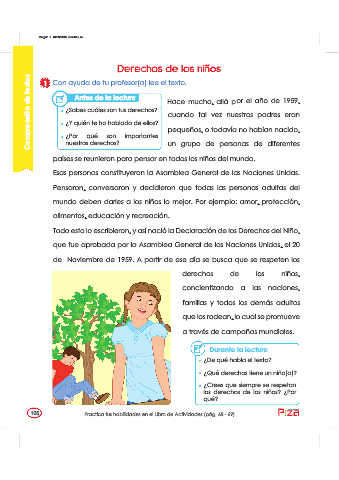 Comprensión de textos
Derechos de los niños
1 Con ayuda de tu profesor(a) lee el texto.
Antes de la lectura
• ¿Sabes cuáles son tus derechos?
• ¿Y quién te ha hablado de ellos?
• ¿Por qué son importantes
nuestros derechos?
Hace mucho, allá por el año de 1959,
cuando tal vez nuestros padres eran
pequeños, o todavía no habían nacido,
un grupo de personas de diferentes
países se reunieron para pensar en todos los niños del mundo.
Esas personas constituyeron la Asamblea General de las Naciones Unidas.
Pensaron, conversaron y decidieron que todas las personas adultas del
mundo deben darles a los niños lo mejor. Por ejemplo: amor, protección,
alimentos, educación y recreación.
Todo esto lo escribieron, y así nació la Declaración de los Derechos del Niño,
que fue aprobada por la Asamblea General de las Naciones Unidas, el 20
de Noviembre de 1959. A partir de ese día se busca que se respeten los
derechos de los niños,
concientizando a las naciones,
familias y todos los demás adultos
que los rodean, lo cual se promueve
a través de campañas mundiales.
Durante la lectura
• ¿De qué habla el texto?
• ¿Qué derechos tiene un niño(a)?
• ¿Crees que siempre se respetan
los derechos de los niños? ¿Por
qué?
106
Practica tus habilidades en el Libro de Actividades (pág. 68 - 69)